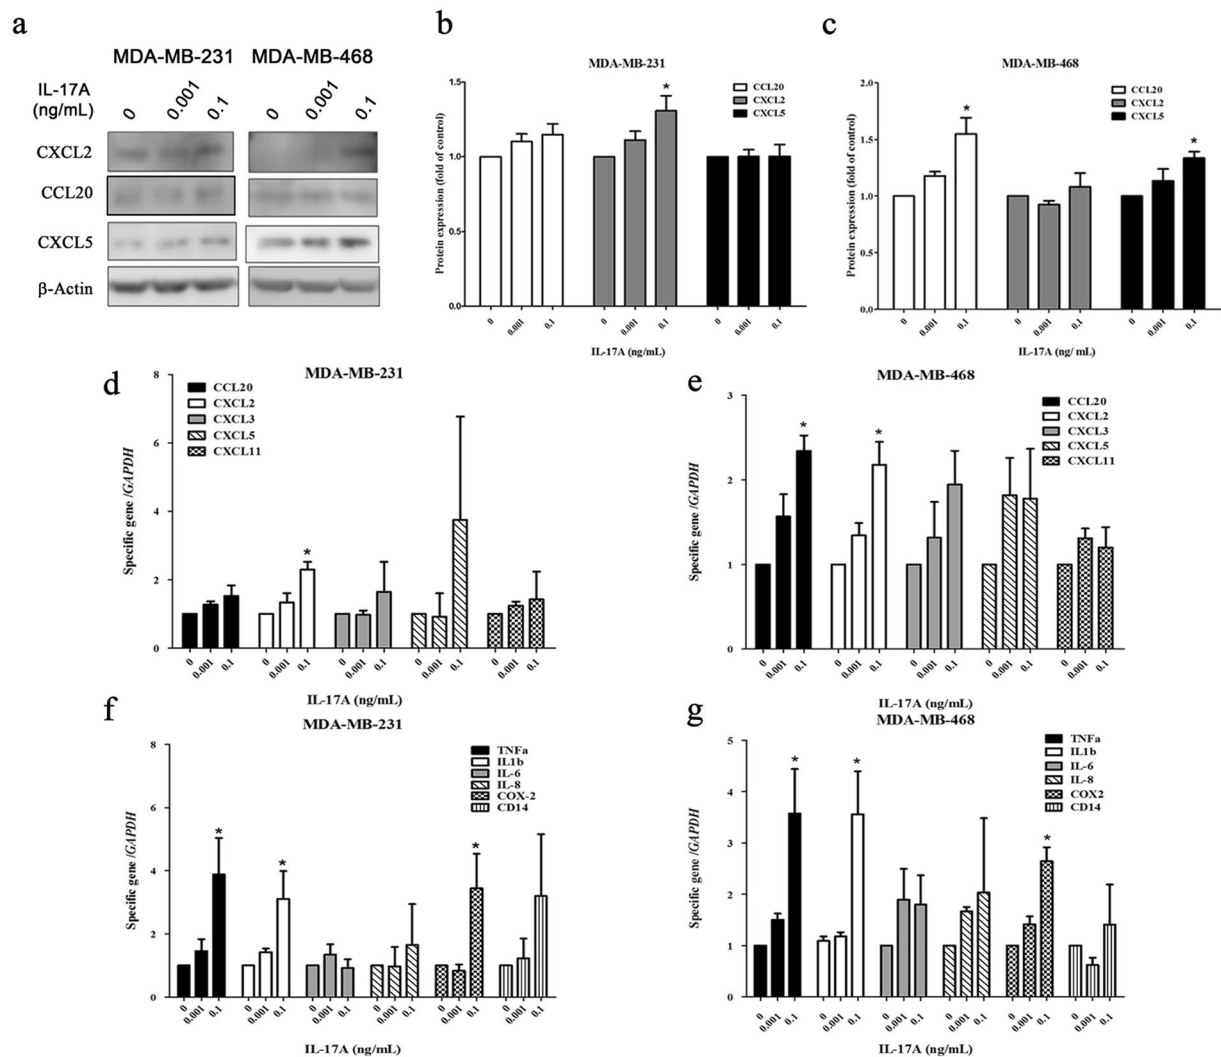 a
MDA-MB-231 MDA-MB-468
IL-17A
(ng/mL)
0 0.001 0.1 0 0.001 0.1
CXCL2
CCL20
CXCL5
β-Actin
b
MDA-MB-231
CCL20
CXCL2
CXCL5
Protein expression (fold of control)
1.5
1.0
0.5
0.0
*
0 0.001 0.1 0 0.001 0.1 0 0.001 0.1
IL-17A (ng/mL)
c
MDA-MB-468
CCL20
CXCL2
CXCL5
Protein expression (fold of control)
2.0
1.5
1.0
0.5
0.0
* *
0 0.001 0.1 0 0.001 0.1 0 0.001 0.1
IL-17A (ng/ mL)
d
MDA-MB-231
CCL20
CXCL2
CXCL3
CXCL5
CXCL11
Specific gene /GAPDH
8
6
4
2
0
*
0 0.001 0.1 0 0.001 0.1 0 0.001 0.1 0 0.001 0.1 0 0.001 0.1
IL-17A (ng/mL)
e
MDA-MB-468
CCL20
CXCL2
CXCL3
CXCL5
CXCL11
Specific gene /GAPDH
3
2
1
0
* *
0 0.001 0.1 0 0.001 0.1 0 0.001 0.1 0 0.001 0.1 0 0.001 0.1
IL-17A (ng/mL)
f
MDA-MB-231
TNFa
IL1b
IL-6
IL-8
COX-2
CD14
Specific gene /GAPDH
8
6
4
2
0
* * *
0 0.001 0.1 0 0.001 0.1 0 0.001 0.1 0 0.001 0.1 0 0.001 0.1 0 0.001 0.1
IL-17A (ng/mL)
g
MDA-MB-468
TNFa
IL1b
IL-6
IL-8
COX2
CD14
Specific gene /GAPDH
5
4
3
2
1
0
* * *
0 0.001 0.1 0 0.001 0.1 0 0.001 0.1 0 0.001 0.1 0 0.001 0.1 0 0.001 0.1
IL-17A (ng/mL)